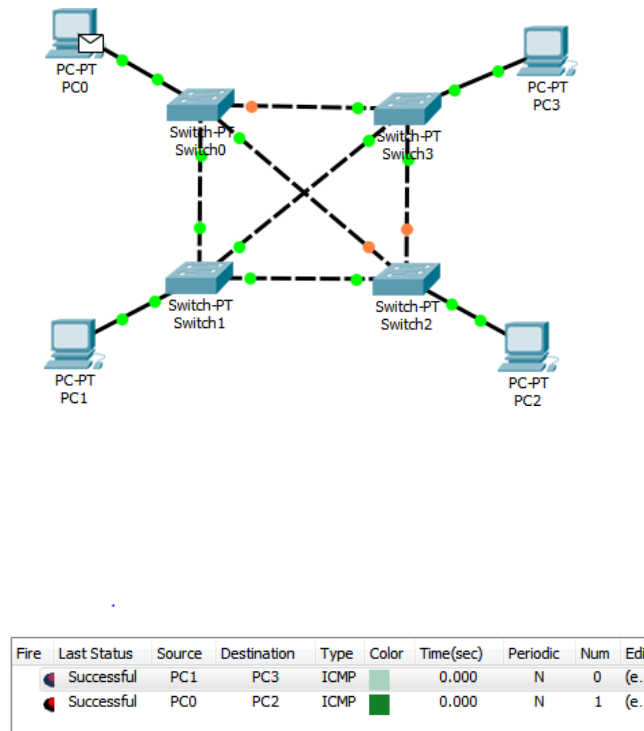 PC-PT
PC0
PC-PT
PC3
Switch-PT
Switch0
Switch-PT
Switch3
Switch-PT
Switch1
Switch-PT
Switch2
PC-PT
PC1
PC-PT
PC2
Fire Last Status Source Destination Type Color Time(sec) Periodic Num Edi
Successful PC1 PC3 ICMP 0.000 N 0 (e.
Successful PC0 PC2 ICMP 0.000 N 1 (e.